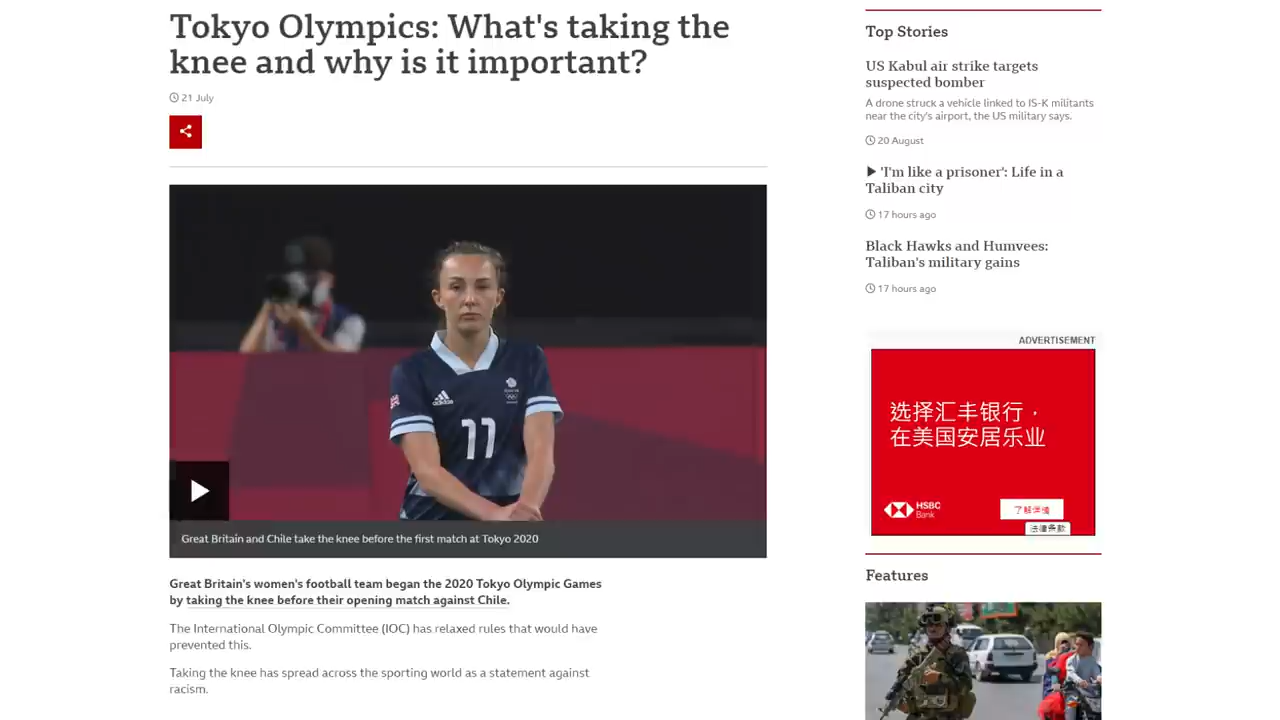 Tokyo Olympics: What's taking the
knee and why is it important?
21 July
adidas
11
Great Britain and Chile take the knee before the first match at Tokyo 2020
Great Britain's women's football team began the 2020 Tokyo Olympic Games
by taking the knee before their opening match against Chile.
The International Olympic Committee (IOC) has relaxed rules that would have
prevented this.
Taking the knee has spread across the sporting world as a statement against
racism.
Top Stories
US Kabul air strike targets
suspected bomber
A drone struck a vehicle linked to IS-K militants
near the city's airport, the US military says.
20 August
'I'm like a prisoner': Life in a
Taliban city
17 hours ago
Black Hawks and Humvees:
Taliban's military gains
17 hours ago
ADVERTISEMENT
选择汇丰银行，
在美国安居乐业
HSBC
Bank
了解详情
法律条款
Features